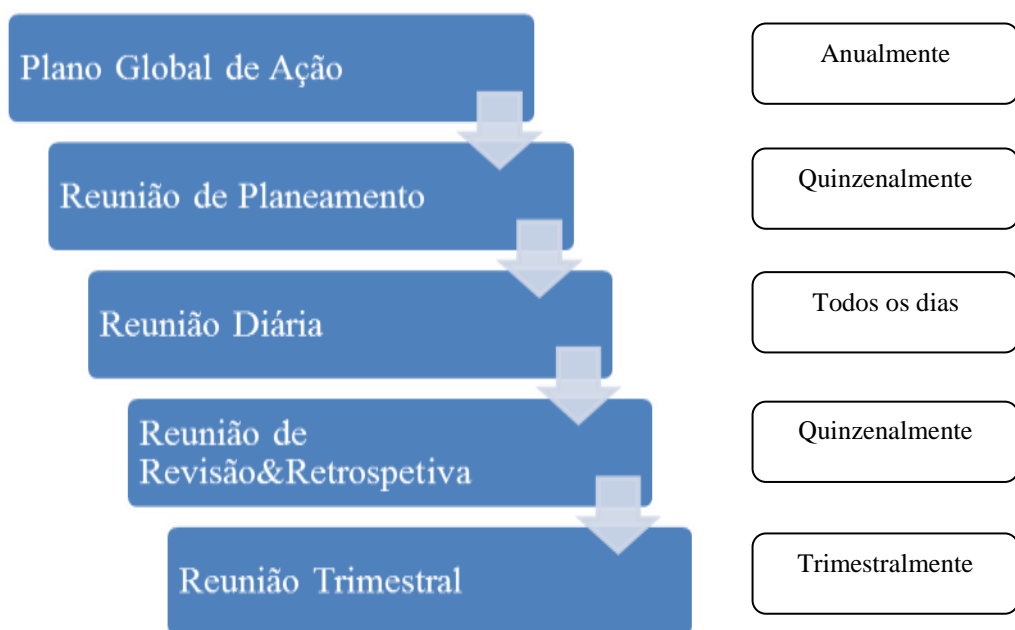 Plano Global de Ação
Anualmente
Reunião de Planeamento
Quinzenalmente
Reunião Diária
Todos os dias
Reunião de
Revisão&Retrospetiva
Quinzenalmente
Reunião Trimestral
Trimestralmente